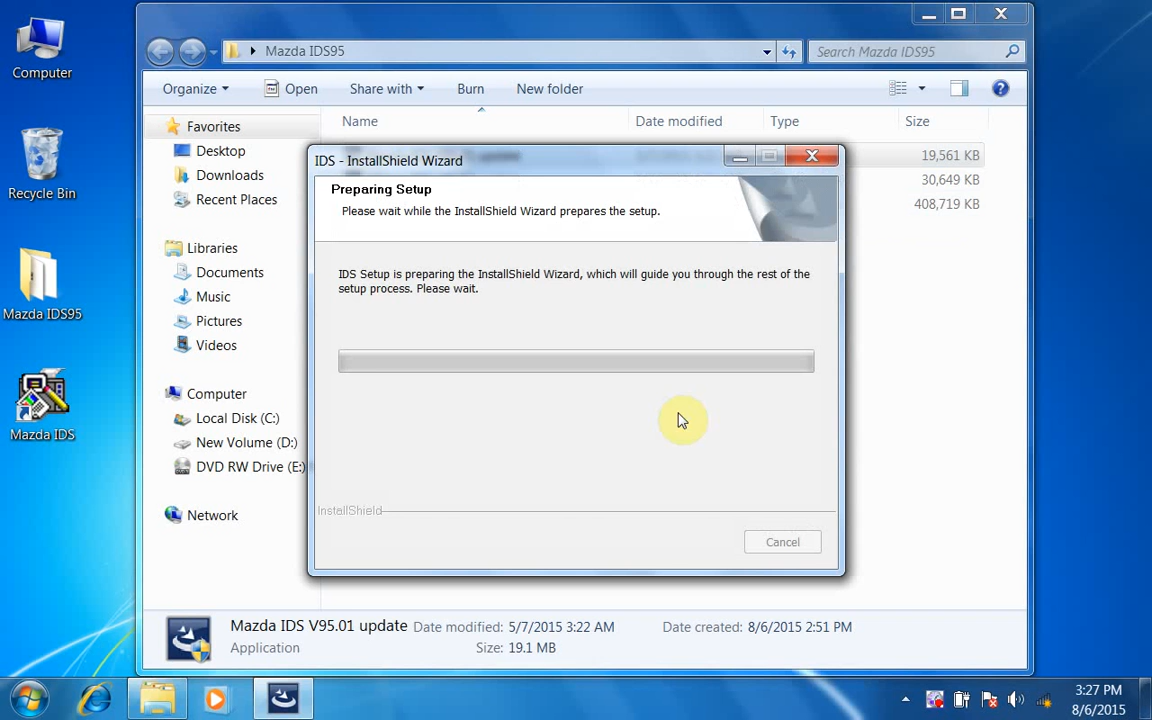 Computer
Recycle Bin
Mazda IDS95
Mazda IDS
Mazda IDS95
Search Mazda IDS95
Organize
Open
Share with
Burn
New folder
Name
Date modified
Type
Size
Favorites
Desktop
Downloads
Recent Places
Libraries
Documents
Music
Pictures
Videos
Computer
Local Disk (C:)
New Volume (D:)
DVD RW Drive (E:)
Network
19,561 KB
30,649 KB
408,719 KB
IDS - InstallShield Wizard
Preparing Setup
Please wait while the InstallShield Wizard prepares the setup.
IDS Setup is preparing the InstallShield Wizard, which will guide you through the rest of the
setup process. Please wait.
InstallShield
Cancel
Mazda IDS V95.01 update
Date modified: 5/7/2015 3:22 AM
Date created: 8/6/2015 2:51 PM
Application
Size: 19.1 MB
3:27 PM
8/6/2015